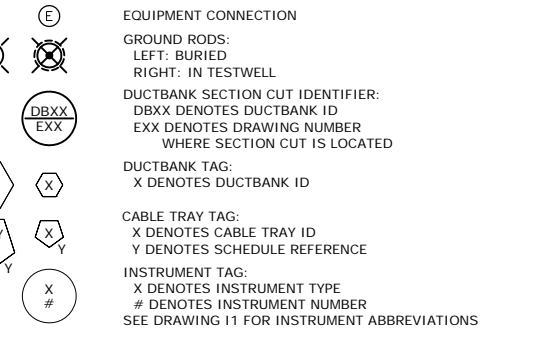 E
EQUIPMENT CONNECTION
GROUND RODS:
LEFT: BURIED
RIGHT: IN TESTWELL
DBXX
EXX
DUCTBANK SECTION CUT IDENTIFIER:
DBXX DENOTES DUCTBANK ID
EXX DENOTES DRAWING NUMBER
WHERE SECTION CUT IS LOCATED
X
DUCTBANK TAG:
X DENOTES DUCTBANK ID
Y
X
Y
CABLE TRAY TAG:
X DENOTES CABLE TRAY ID
Y DENOTES SCHEDULE REFERENCE
X
#
INSTRUMENT TAG:
X DENOTES INSTRUMENT TYPE
# DENOTES INSTRUMENT NUMBER
SEE DRAWING I1 FOR INSTRUMENT ABBREVIATIONS